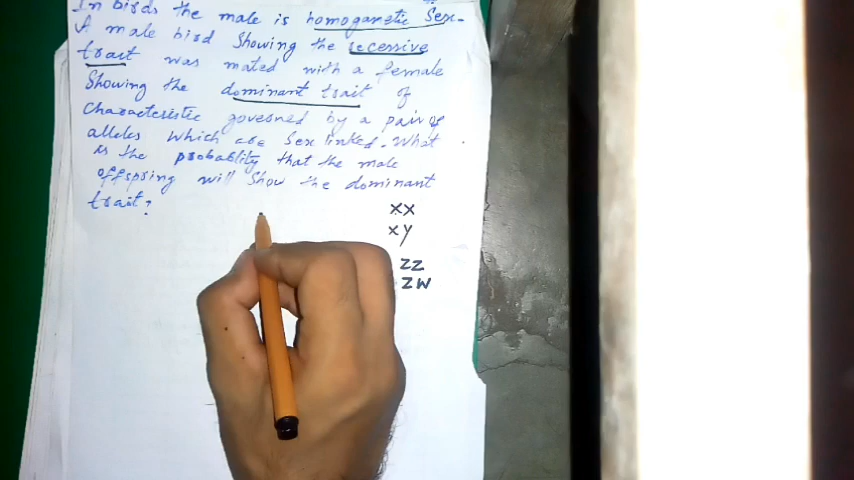 In birds the male is homogametic Sex.
A male bird Showing the recessive
trait was mated with a female
Showing the dominant trait of
characteristic governed by a pair of
alleles which are Sex linked. What
is the probablity that the male
offspring will Show the dominant
trait?
XX
XY
ZZ
ZW